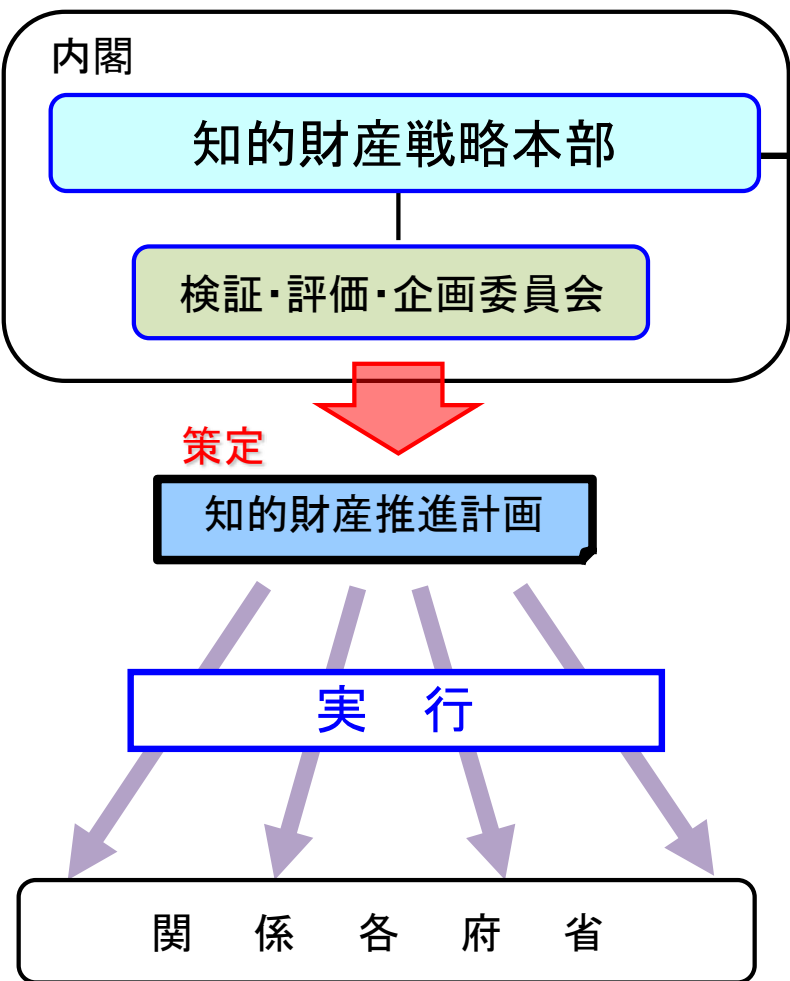 内閣
知的財産戦略本部
検証・評価・企画委員会
策定
知的財産推進計画
実　行
関　係　各　府　省